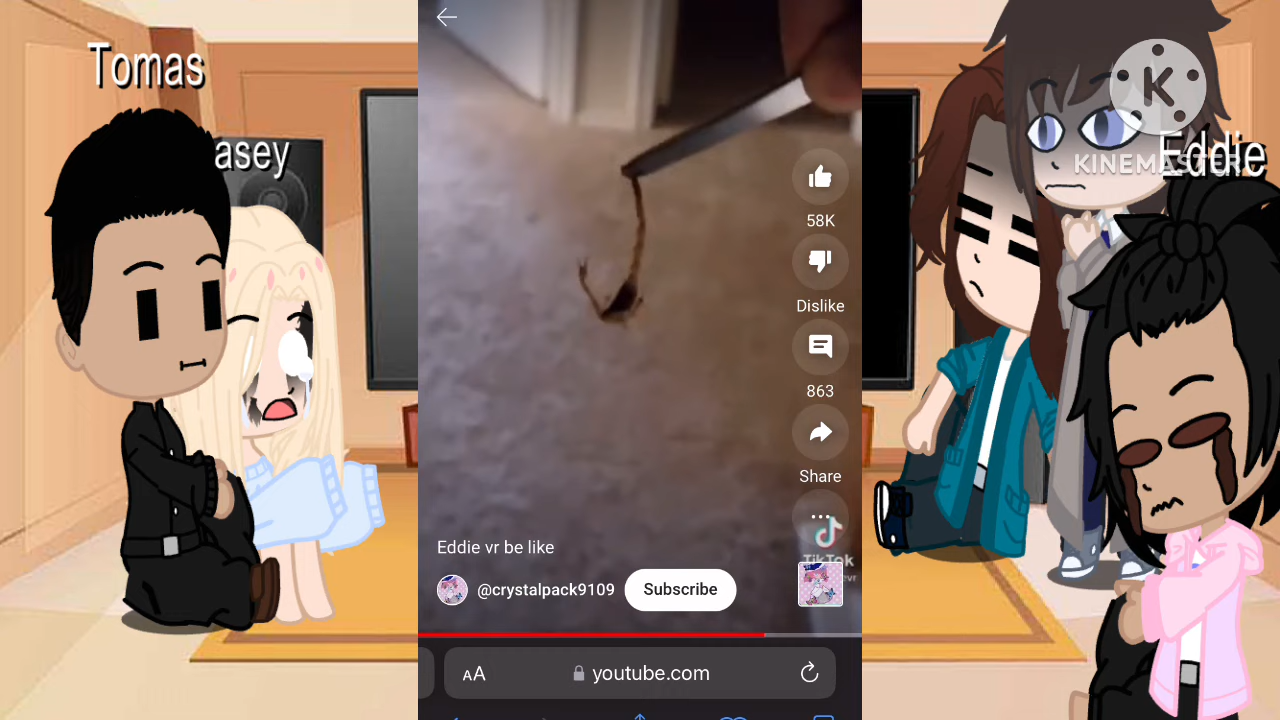 Tomas
asey
Eddie
K
KINEMASTER
58K
Dislike
863
Share
TikTok
Eddie vr be like
@crystalpack9109
Subscribe
AA
youtube.com